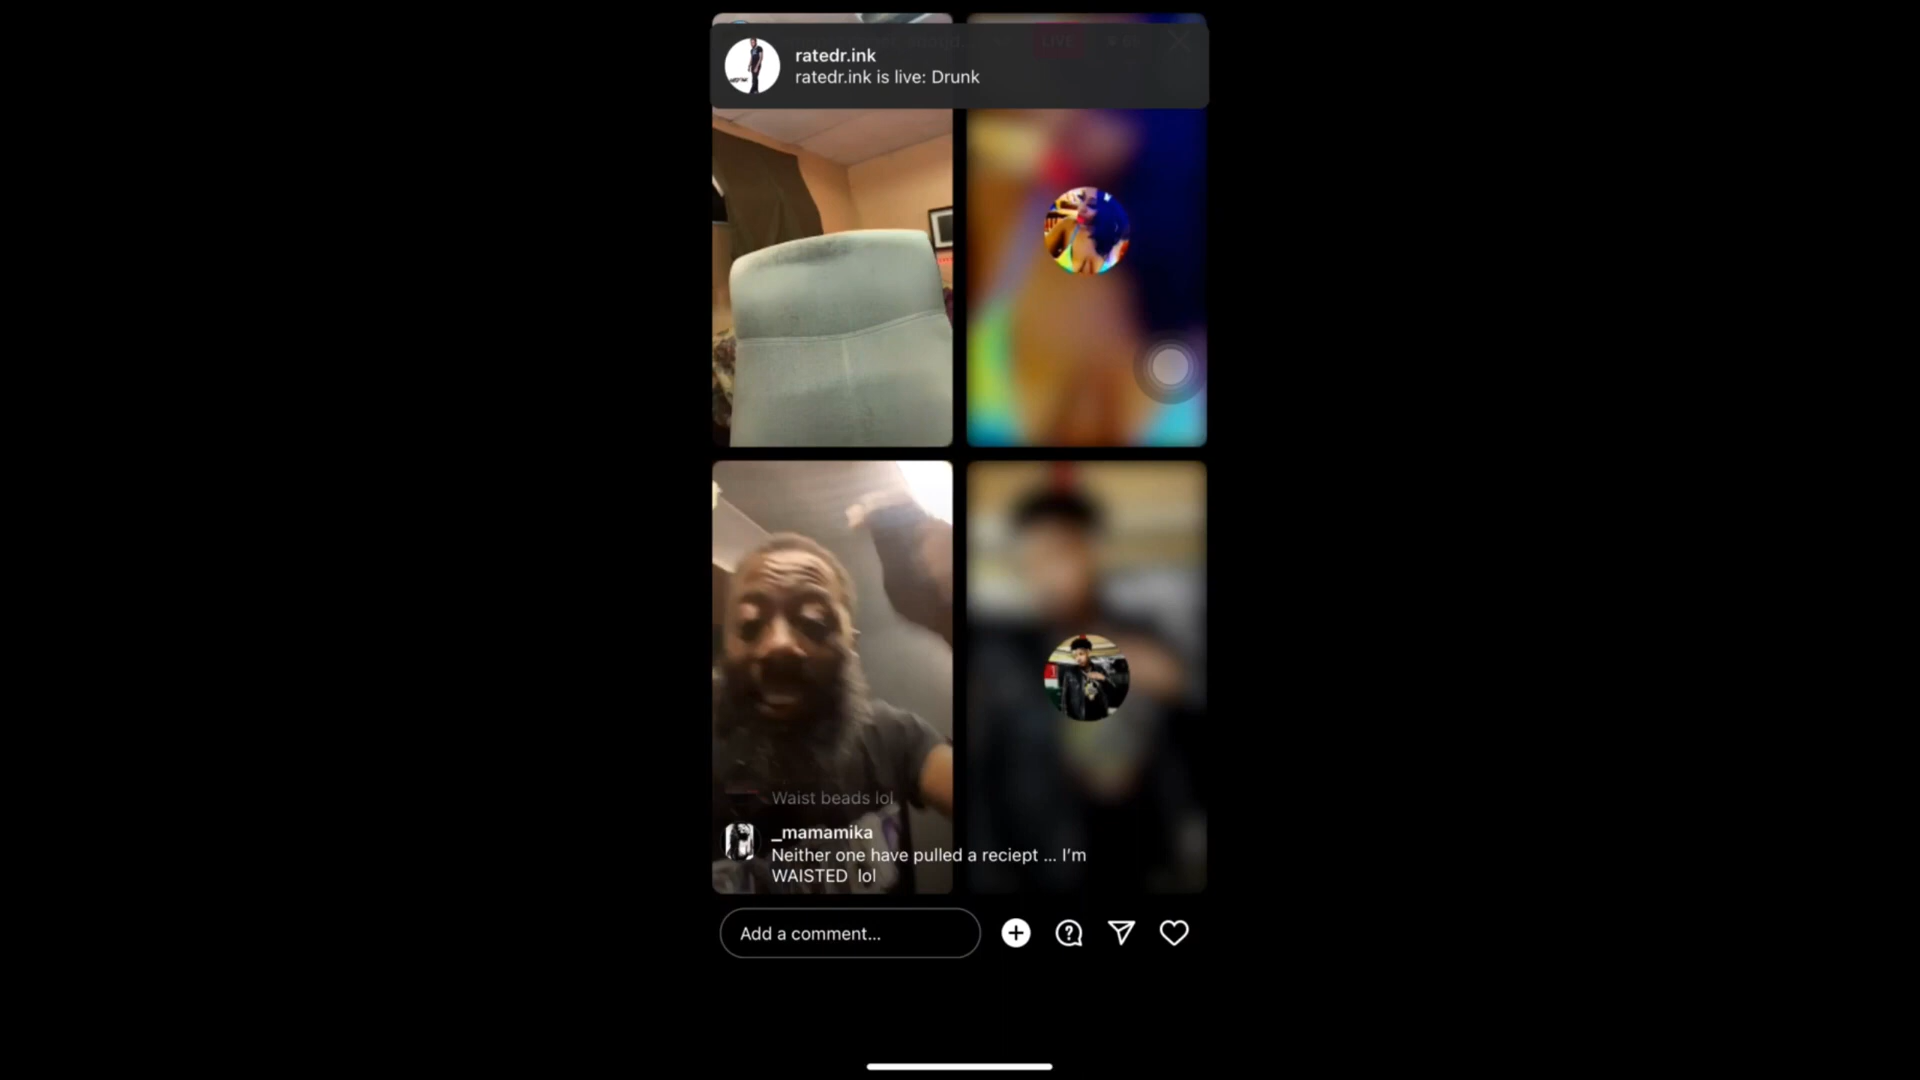 ratedr.ink
ratedr.ink is live: Drunk
LIVE
Waist beads lol
_mamamika
Neither one have pulled a reciept ... I'm
WAISTED lol
Add a comment...